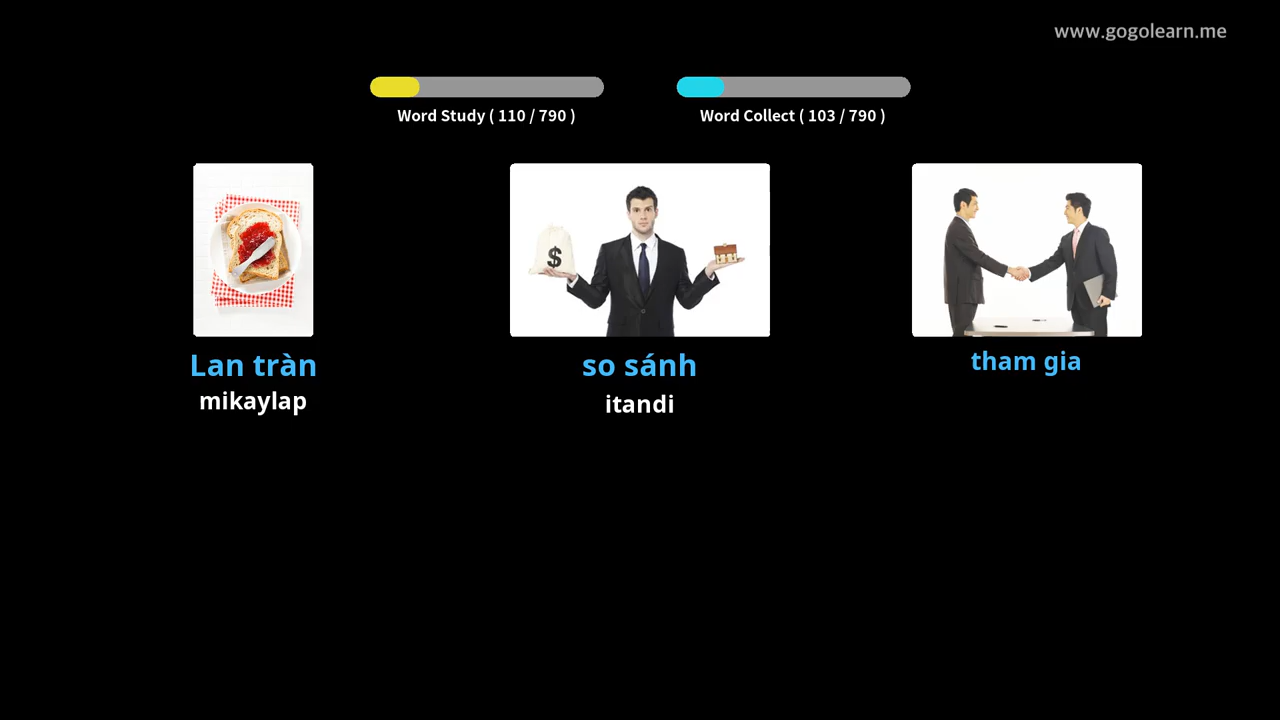 www.gogolearn.me
Word Study ( 110 / 790 )
Word Collect ( 103 / 790 )
$
Lan tràn
mikaylap
so sánh
itandi
tham gia